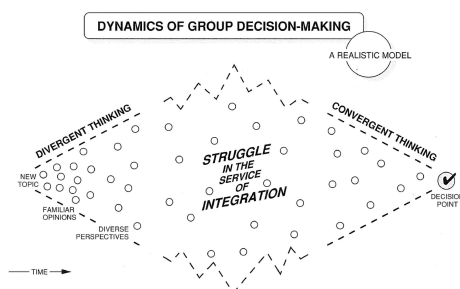 DYNAMICS OF GROUP DECISION-MAKING
A REALISTIC MODEL
DIVERGENT THINKING
CONVERGENT THINKING
STRUGGLE
IN THE
SERVICE
OF
INTEGRATION
NEW
TOPIC
FAMILIAR
OPINIONS
DIVERSE
PERSPECTIVES
DECISION
POINT
TIME